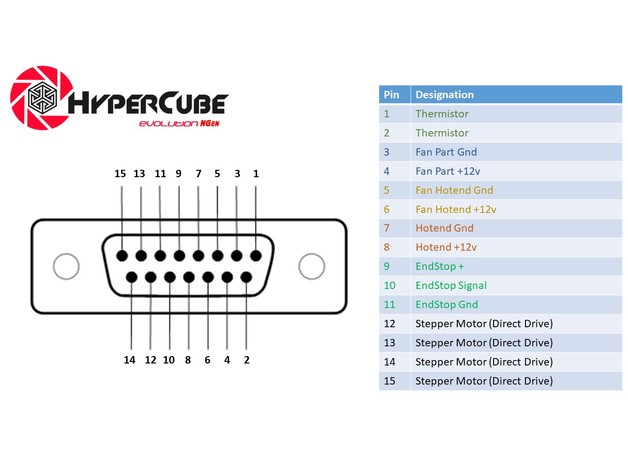 HYPERCUBE
EVOLUTION NGEN
15 13 11 9 7 5 3 1
14 12 10 8 6 4 2
Pin Designation
1 Thermistor
2 Thermistor
3 Fan Part Gnd
4 Fan Part +12v
5 Fan Hotend Gnd
6 Fan Hotend +12v
7 Hotend Gnd
8 Hotend +12v
9 EndStop +
10 EndStop Signal
11 EndStop Gnd
12 Stepper Motor (Direct Drive)
13 Stepper Motor (Direct Drive)
14 Stepper Motor (Direct Drive)
15 Stepper Motor (Direct Drive)